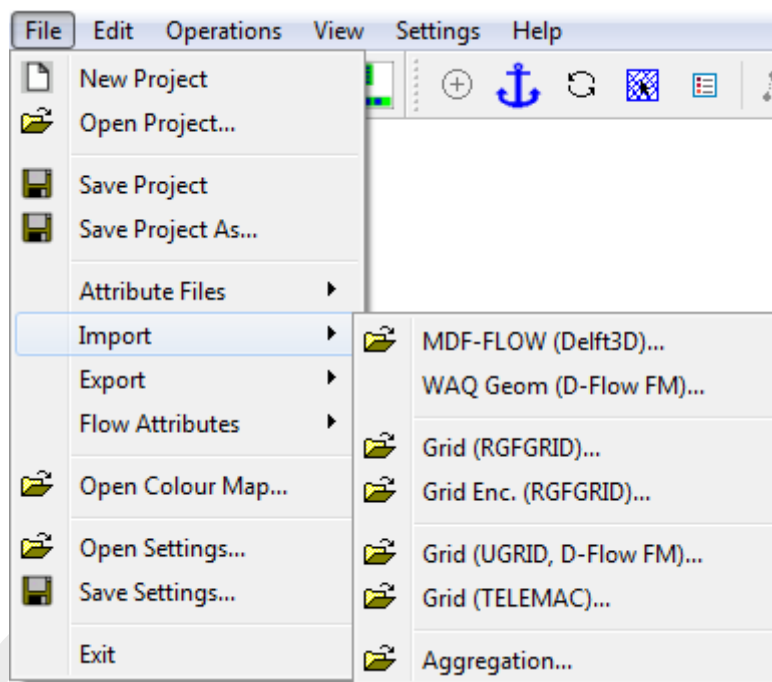 File Edit Operations View Settings Help
New Project
Open Project...
Save Project
Save Project As...
Attribute Files
Import
Export
Flow Attributes
Open Colour Map...
Open Settings...
Save Settings...
Exit
MDF-FLOW (Delft3D)...
WAQ Geom (D-Flow FM)...
Grid (RGFGRID)...
Grid Enc. (RGFGRID)...
Grid (UGRID, D-Flow FM)...
Grid (TELEMAC)...
Aggregation...